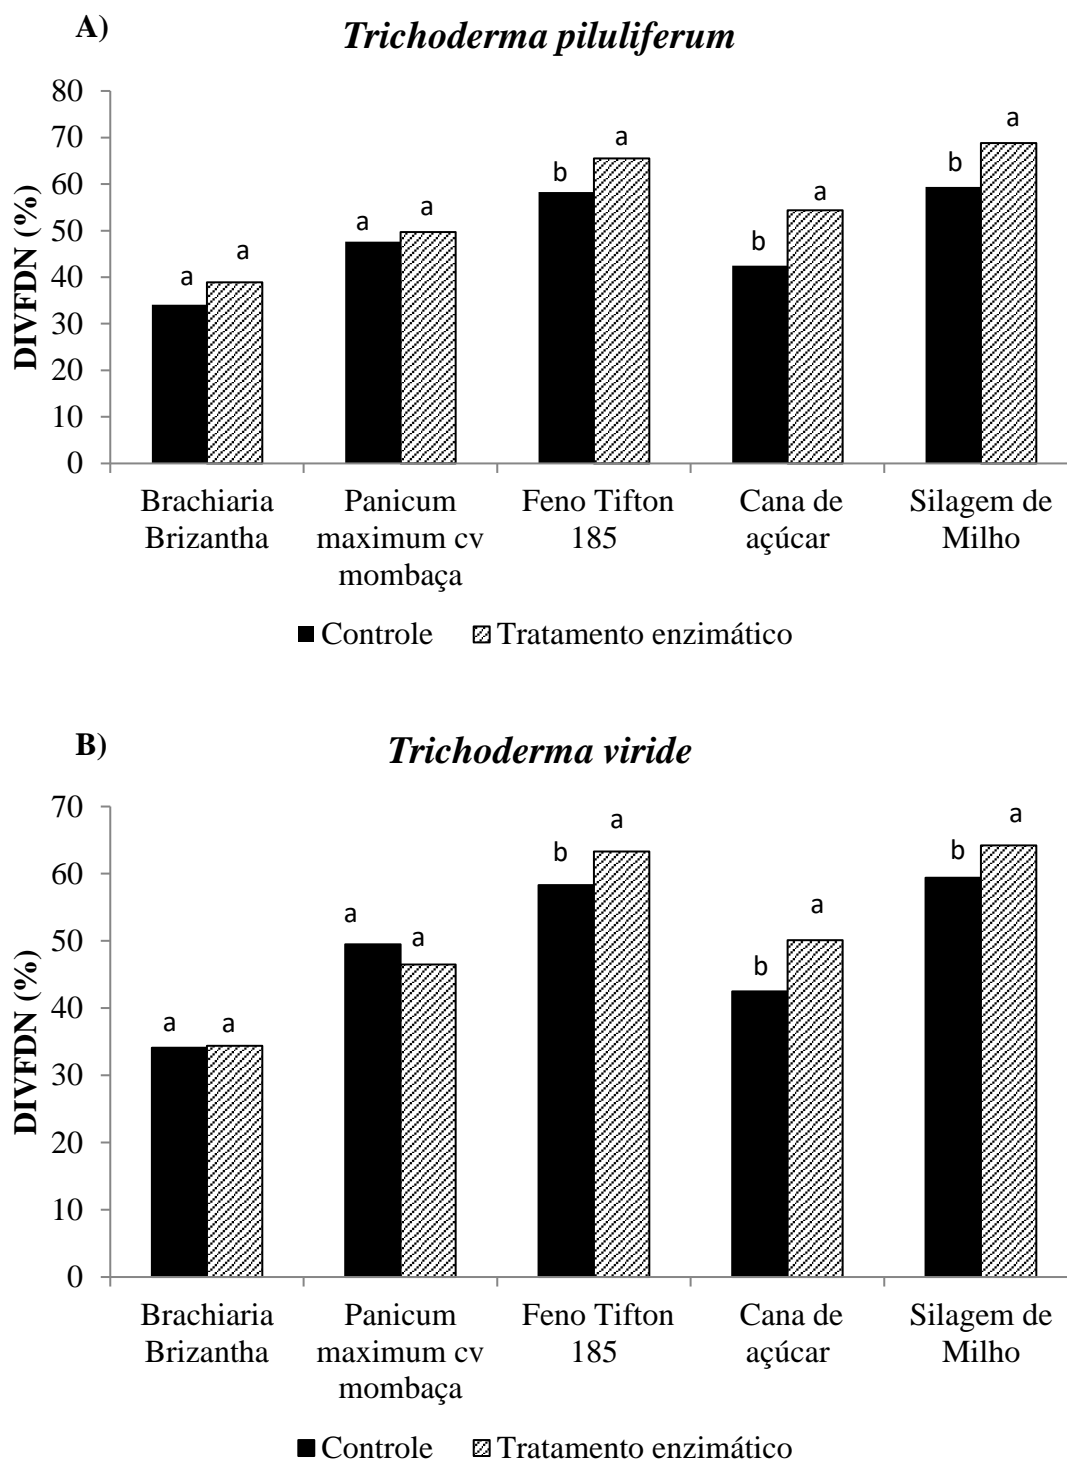 A)
Trichoderma piluliferum
DIVFDN (%)
80
70
60
50
40
30
20
10
0
a
a
a
a
b
a
b
a
b
a
Brachiaria
Brizantha
Panicum
maximum cv
mombaça
Feno Tifton
185
Cana de
açúcar
Silagem de
Milho
Controle
Tratamento enzimático
B)
Trichoderma viride
DIVFDN (%)
70
60
50
40
30
20
10
0
a
a
a
a
b
a
b
a
b
a
Brachiaria
Brizantha
Panicum
maximum cv
mombaça
Feno Tifton
185
Cana de
açúcar
Silagem de
Milho
Controle
Tratamento enzimático